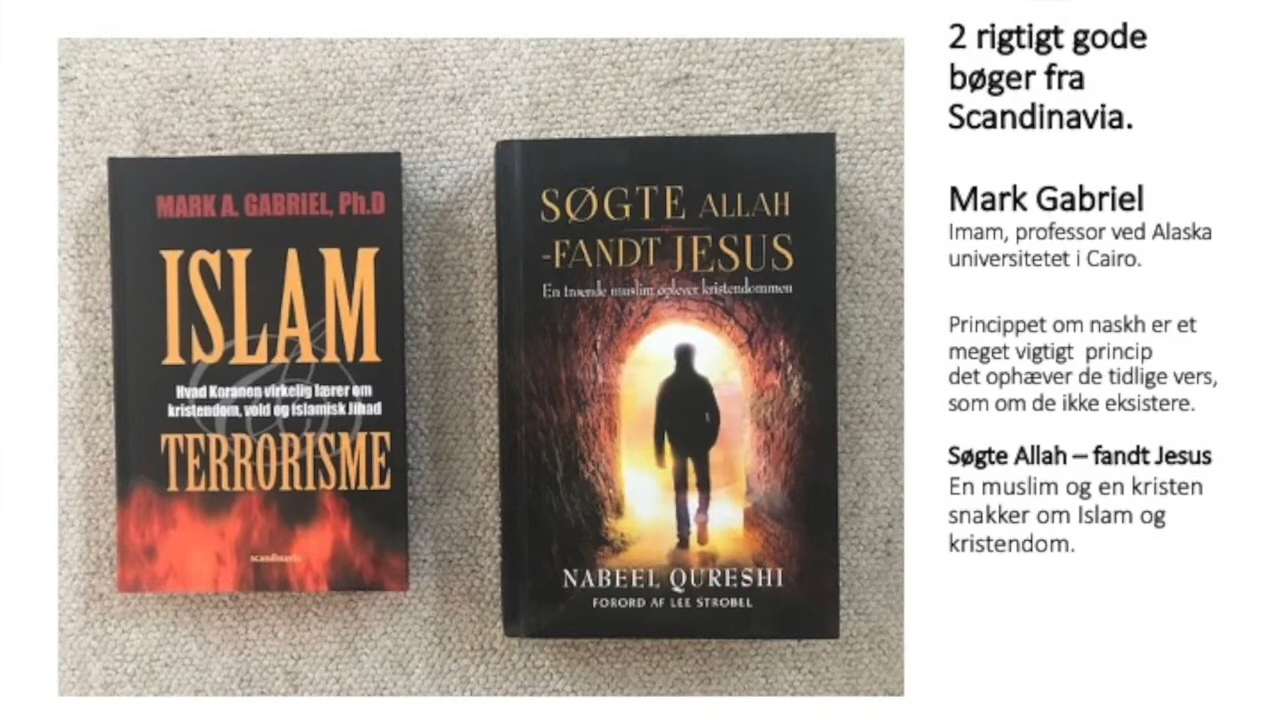 2 rigtigt gode
bøger fra
Scandinavia.
Mark Gabriel
Imam, professor ved Alaska
universitetet i Cairo.
Princippet om naskh er et
meget vigtigt princip
det ophæver de tidlige vers,
som om de ikke eksistere.
Søgte Allah – fandt Jesus
En muslim og en kristen
snakker om Islam og
kristendom.
MARK A. GABRIEL, Ph.D
ISLAM
Hvad Koranen virkelig lærer om
kristendom, vold og islamisk Jihad
TERRORISME
scandinavia
SØGTE ALLAH
-FANDT JESUS
En troende muslim oplever kristendommen
NABEEL QURESHI
FORORD AF LEE STROBEL